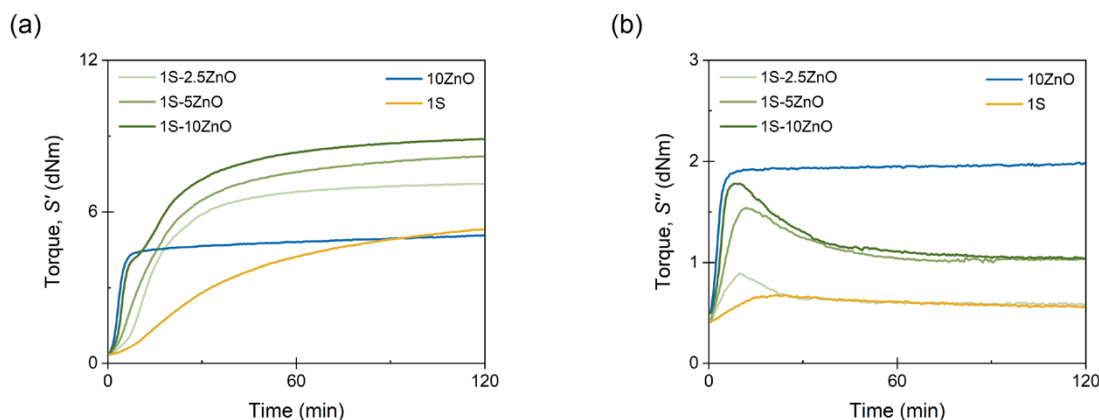 (a)
12
6
0
0
60
120
Torque, S' (dNm)
Time (min)
1S-2.5ZnO
1S-5ZnO
1S-10ZnO
10ZnO
1S
(b)
3
2
1
0
0
60
120
Torque, S'' (dNm)
Time (min)
1S-2.5ZnO
1S-5ZnO
1S-10ZnO
10ZnO
1S